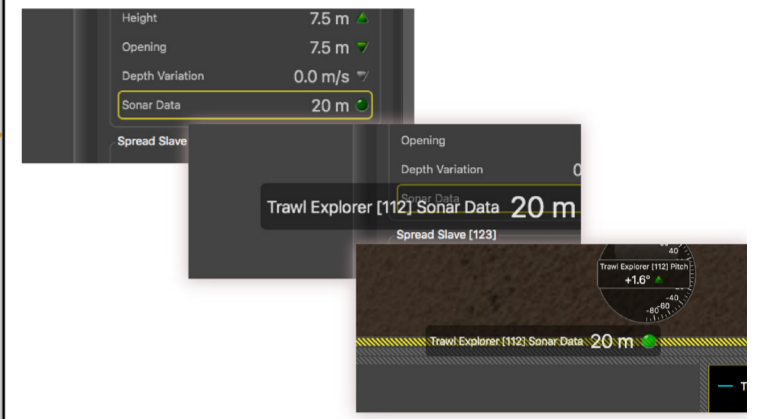 Height 7.5 m
Opening 7.5 m
Depth Variation 0.0 m/s
Sonar Data 20 m
Spread Slave
Opening
Depth Variation 0
Sonar Data
Trawl Explorer [112] Sonar Data 20 m
Spread Slave [123]
40
Trawl Explorer [112] Pitch
+1.6°
-40
-80 -60
Trawl Explorer [112] Sonar Data 20 m
T